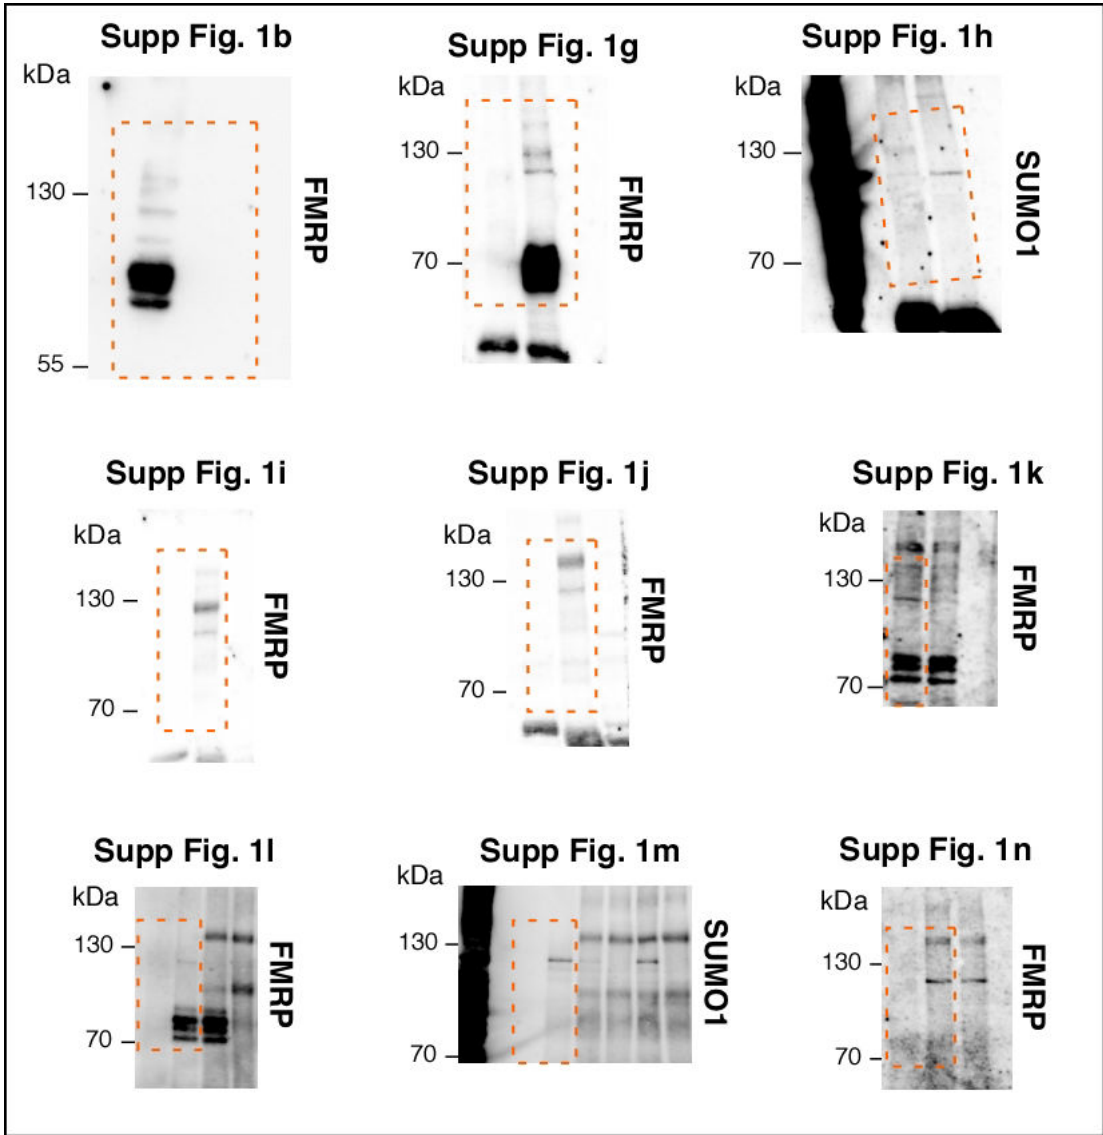 Supp Fig. 1b
kDa
130 –
55 –
FMRP
Supp Fig. 1g
kDa
130 –
70 –
FMRP
Supp Fig. 1h
kDa
130 –
70 –
SUMO1
Supp Fig. 1i
kDa
130 –
70 –
FMRP
Supp Fig. 1j
kDa
130 –
70 –
FMRP
Supp Fig. 1k
kDa
130 –
70 –
FMRP
Supp Fig. 1l
kDa
130 –
70 –
FMRP
Supp Fig. 1m
kDa
130 –
70 –
SUMO1
Supp Fig. 1n
kDa
130 –
70 –
FMRP